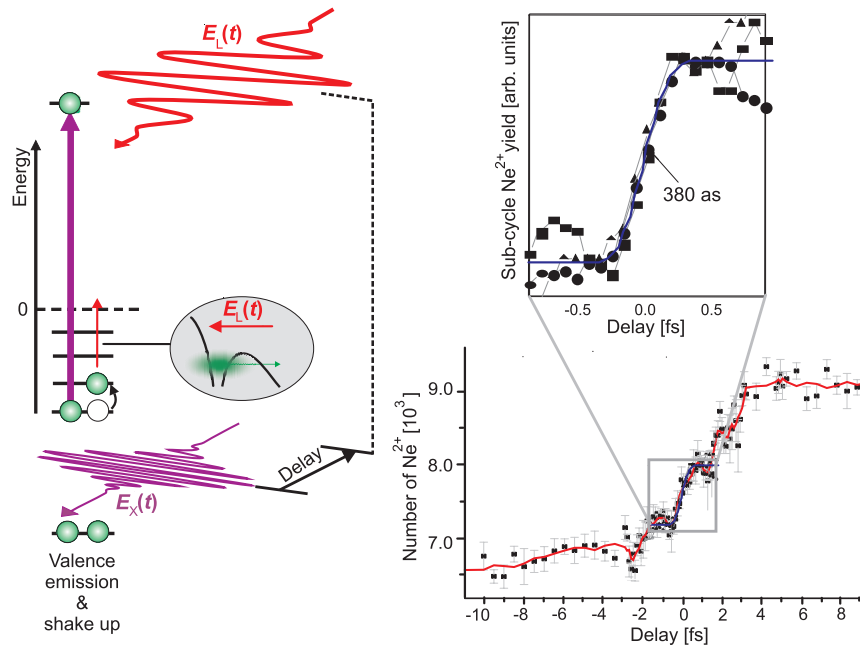 E_L(t)
Energy
0
E_L(t)
Delay
E_X(t)
Valence
emission
&
shake up
Sub-cycle Ne²⁺ yield [arb. units]
380 as
-0.5 0.0 0.5
Delay [fs]
Number of Ne²⁺ [10³]
9.0
8.0
7.0
-10 -8 -6 -4 -2 0 2 4 6 8
Delay [fs]